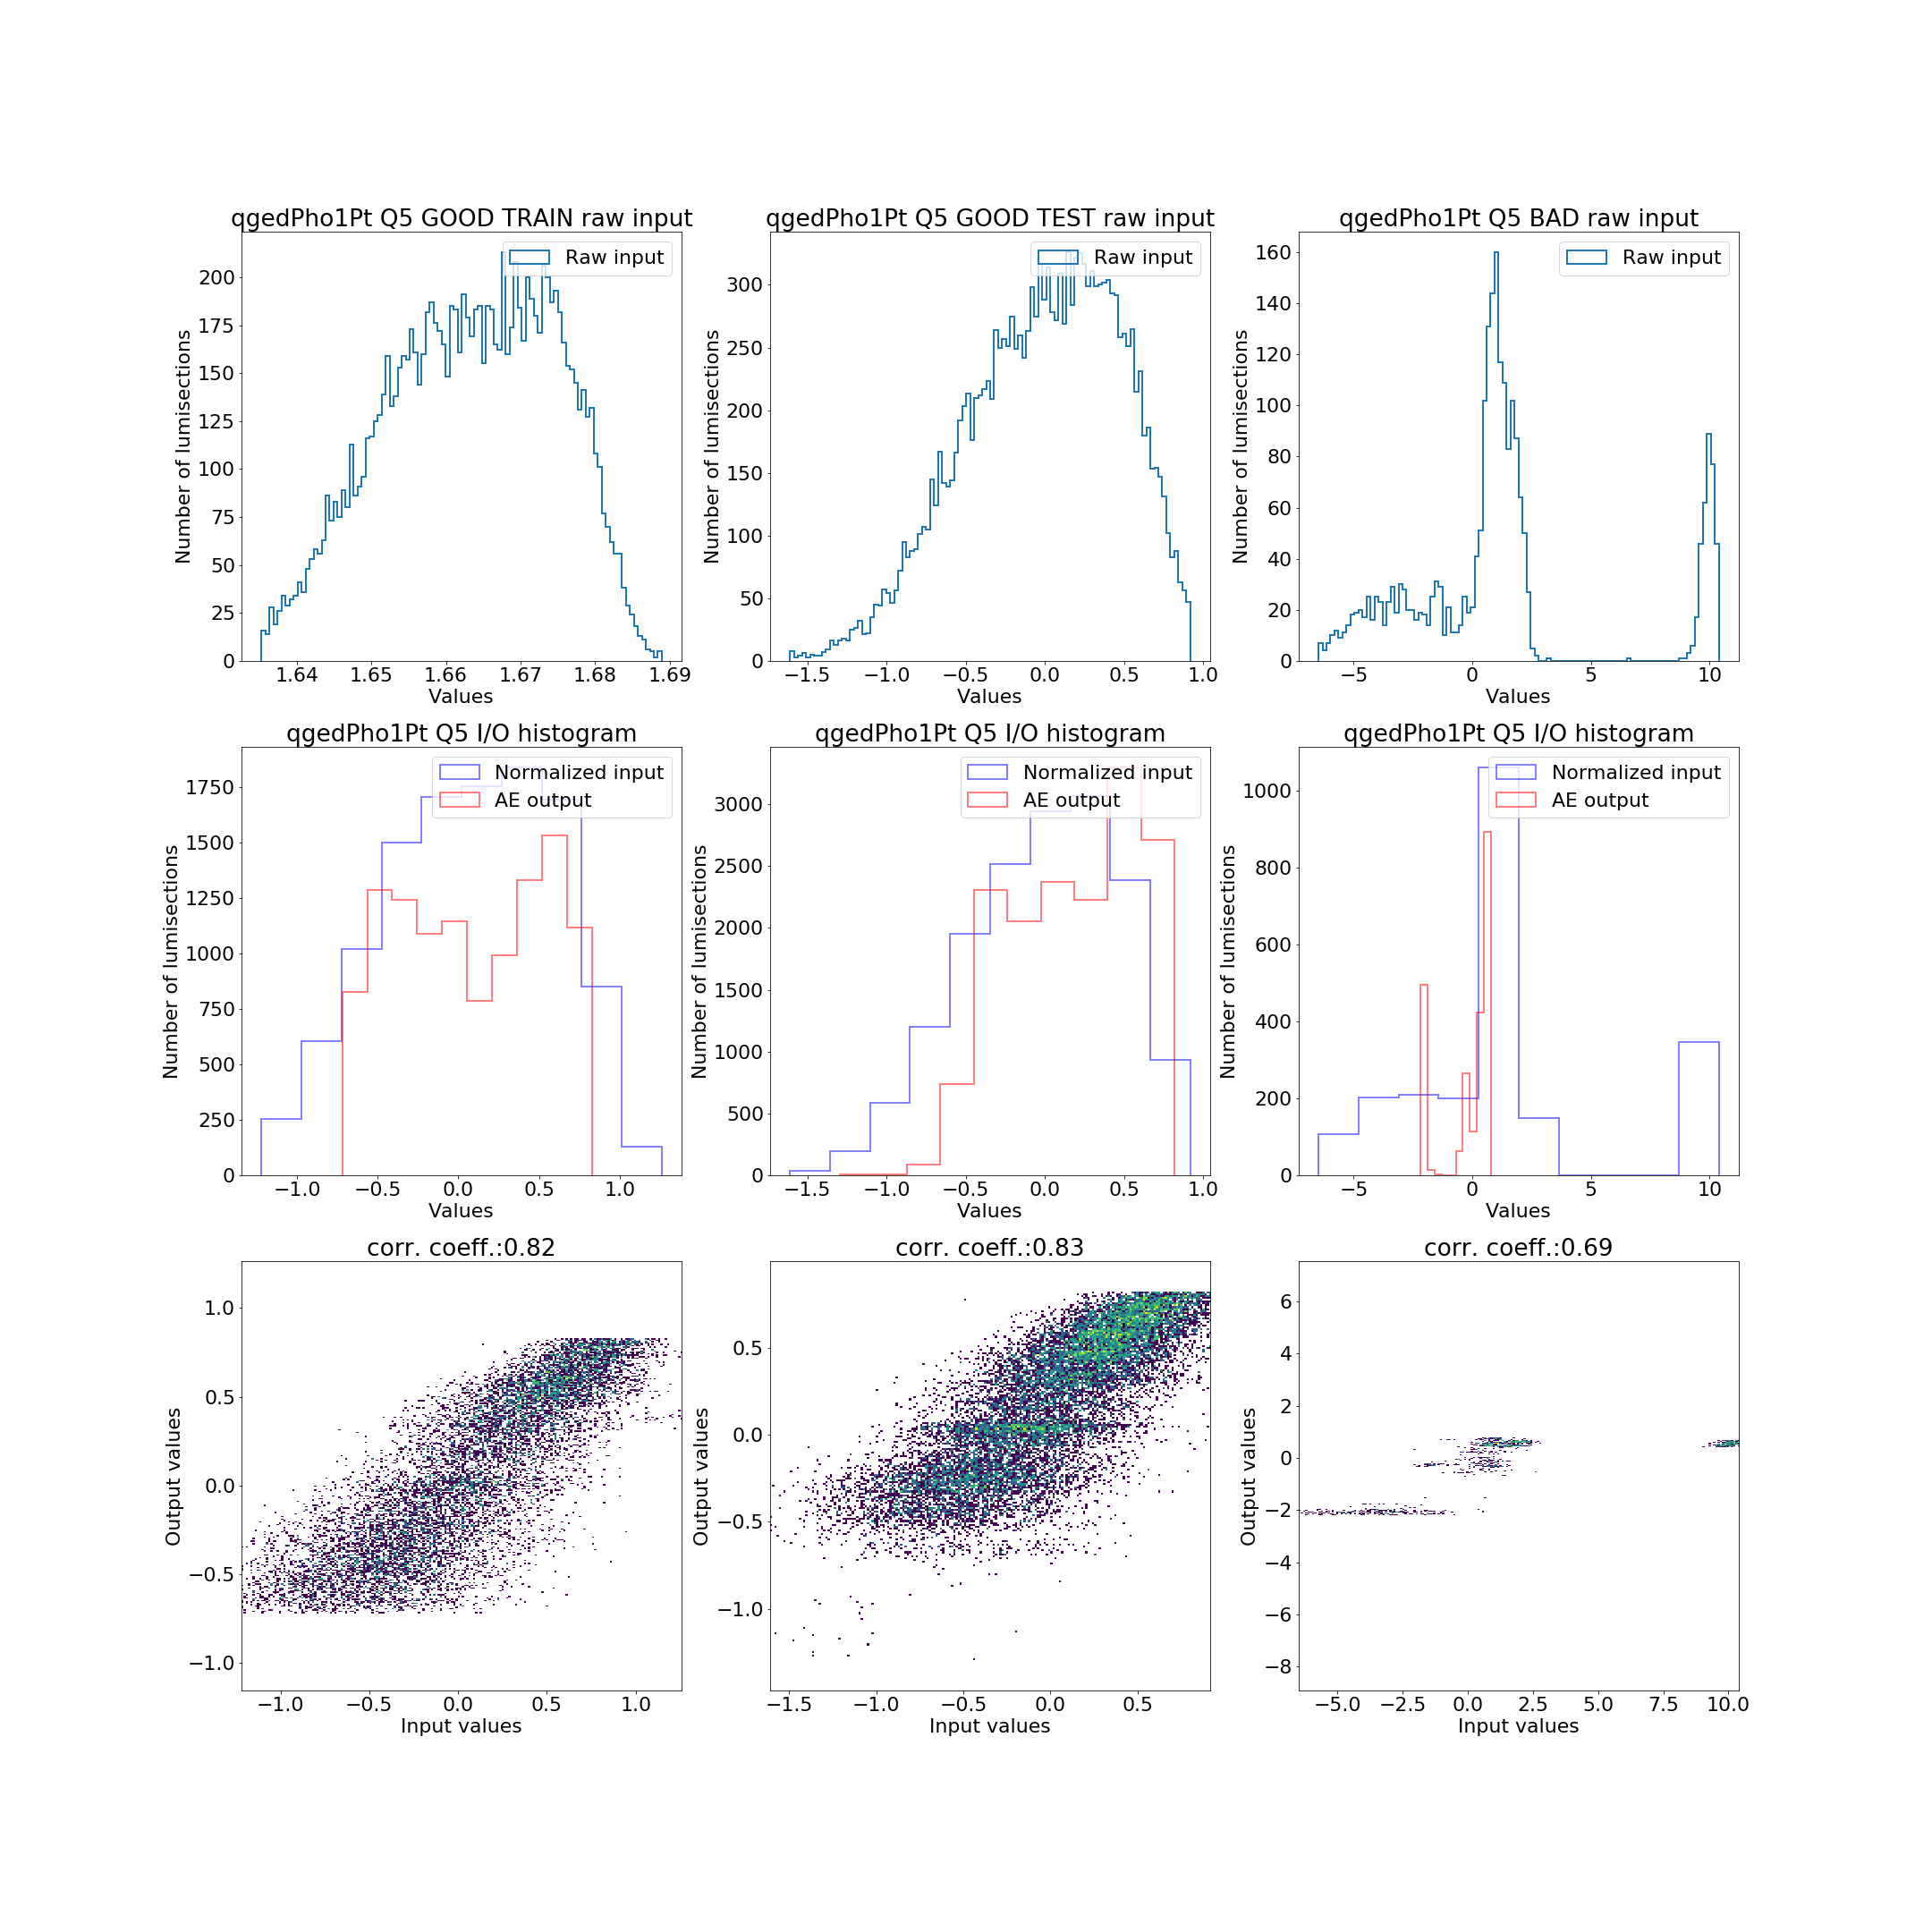 qgedPho1Pt Q5 GOOD TRAIN raw input
Raw input
Number of lumisections
200
175
150
125
100
75
50
25
0
1.64 1.65 1.66 1.67 1.68 1.69
Values
qgedPho1Pt Q5 GOOD TEST raw input
Raw input
Number of lumisections
300
250
200
150
100
50
0
−1.5 −1.0 −0.5 0.0 0.5 1.0
Values
qgedPho1Pt Q5 BAD raw input
Raw input
Number of lumisections
160
140
120
100
80
60
40
20
0
−5 0 5 10
Values
qgedPho1Pt Q5 I/O histogram
Normalized input
AE output
Number of lumisections
1750
1500
1250
1000
750
500
250
0
−1.0 −0.5 0.0 0.5 1.0
Values
qgedPho1Pt Q5 I/O histogram
Normalized input
AE output
Number of lumisections
3000
2500
2000
1500
1000
500
0
−1.5 −1.0 −0.5 0.0 0.5 1.0
Values
qgedPho1Pt Q5 I/O histogram
Normalized input
AE output
Number of lumisections
1000
800
600
400
200
0
−5 0 5 10
Values
corr. coeff.:0.82
Output values
1.0
0.5
0.0
−0.5
−1.0
−1.0 −0.5 0.0 0.5 1.0
Input values
corr. coeff.:0.83
Output values
0.5
0.0
−0.5
−1.0
−1.5 −1.0 −0.5 0.0 0.5
Input values
corr. coeff.:0.69
Output values
6
4
2
0
−2
−4
−6
−8
−5.0 −2.5 0.0 2.5 5.0 7.5 10.0
Input values